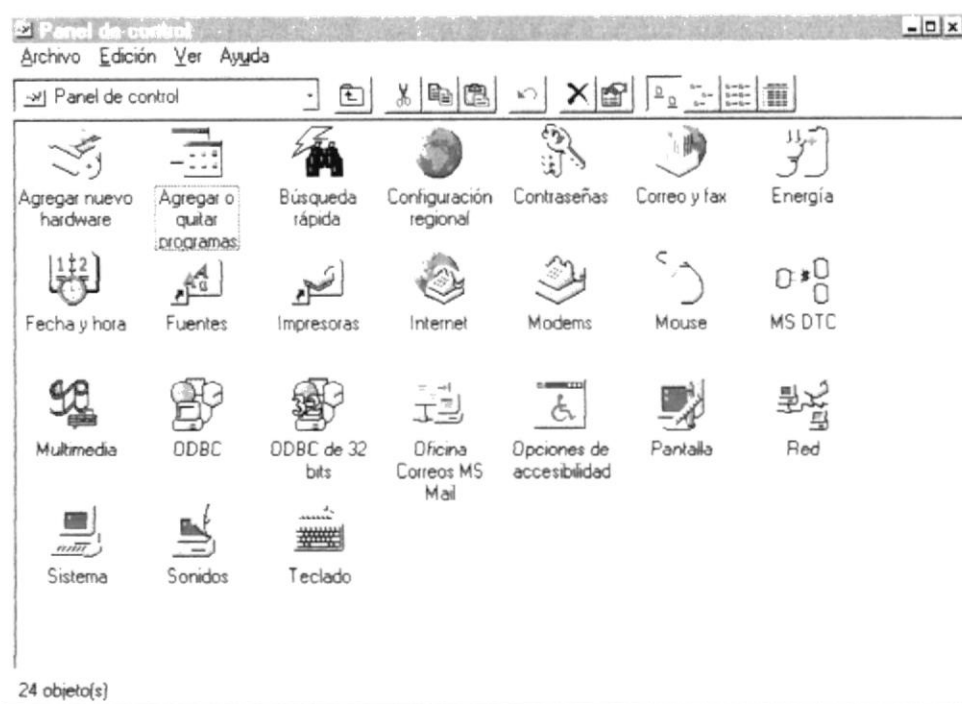 Panel de control
Archivo Edición Ver Ayuda
Panel de control
Agregar nuevo hardware
Agregar o quitar programas
Búsqueda rápida
Configuración regional
Contraseñas
Correo y fax
Energía
Fecha y hora
Fuentes
Impresoras
Internet
Modems
Mouse
MS DTC
Multimedia
ODBC
32
ODBC de 32 bits
Oficina Correos MS Mail
Opciones de accesibilidad
Pantalla
Red
Sistema
Sonidos
Teclado
24 objeto(s)